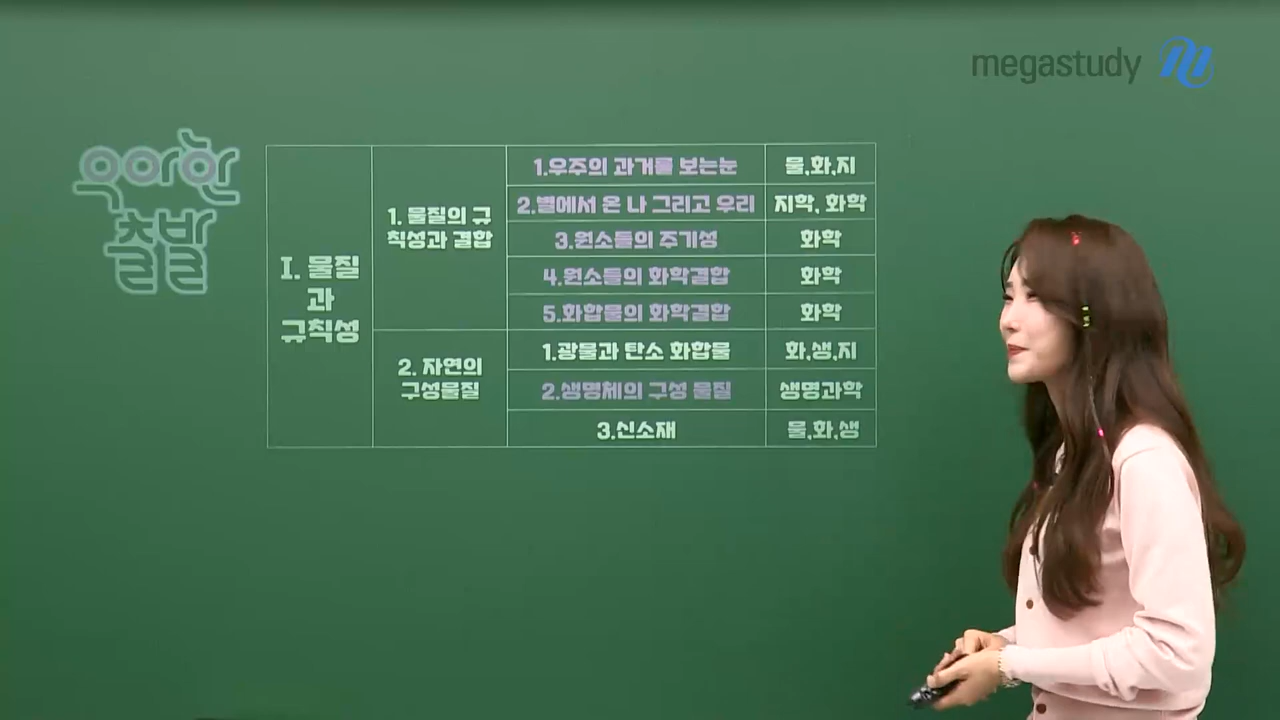 megastudy
우아한
출발
I. 물질
과
규칙성
1. 물질의 규
칙성과 결합
1.우주의 과거를 보는눈
물,화,지
2.별에서 온 나 그리고 우리
지학, 화학
3.원소들의 주기성
화학
4.원소들의 화학결합
화학
5.화합물의 화학결합
화학
2. 자연의
구성물질
1.광물과 탄소 화합물
화,생,지
2.생명체의 구성 물질
생명과학
3.신소재
물,화,생